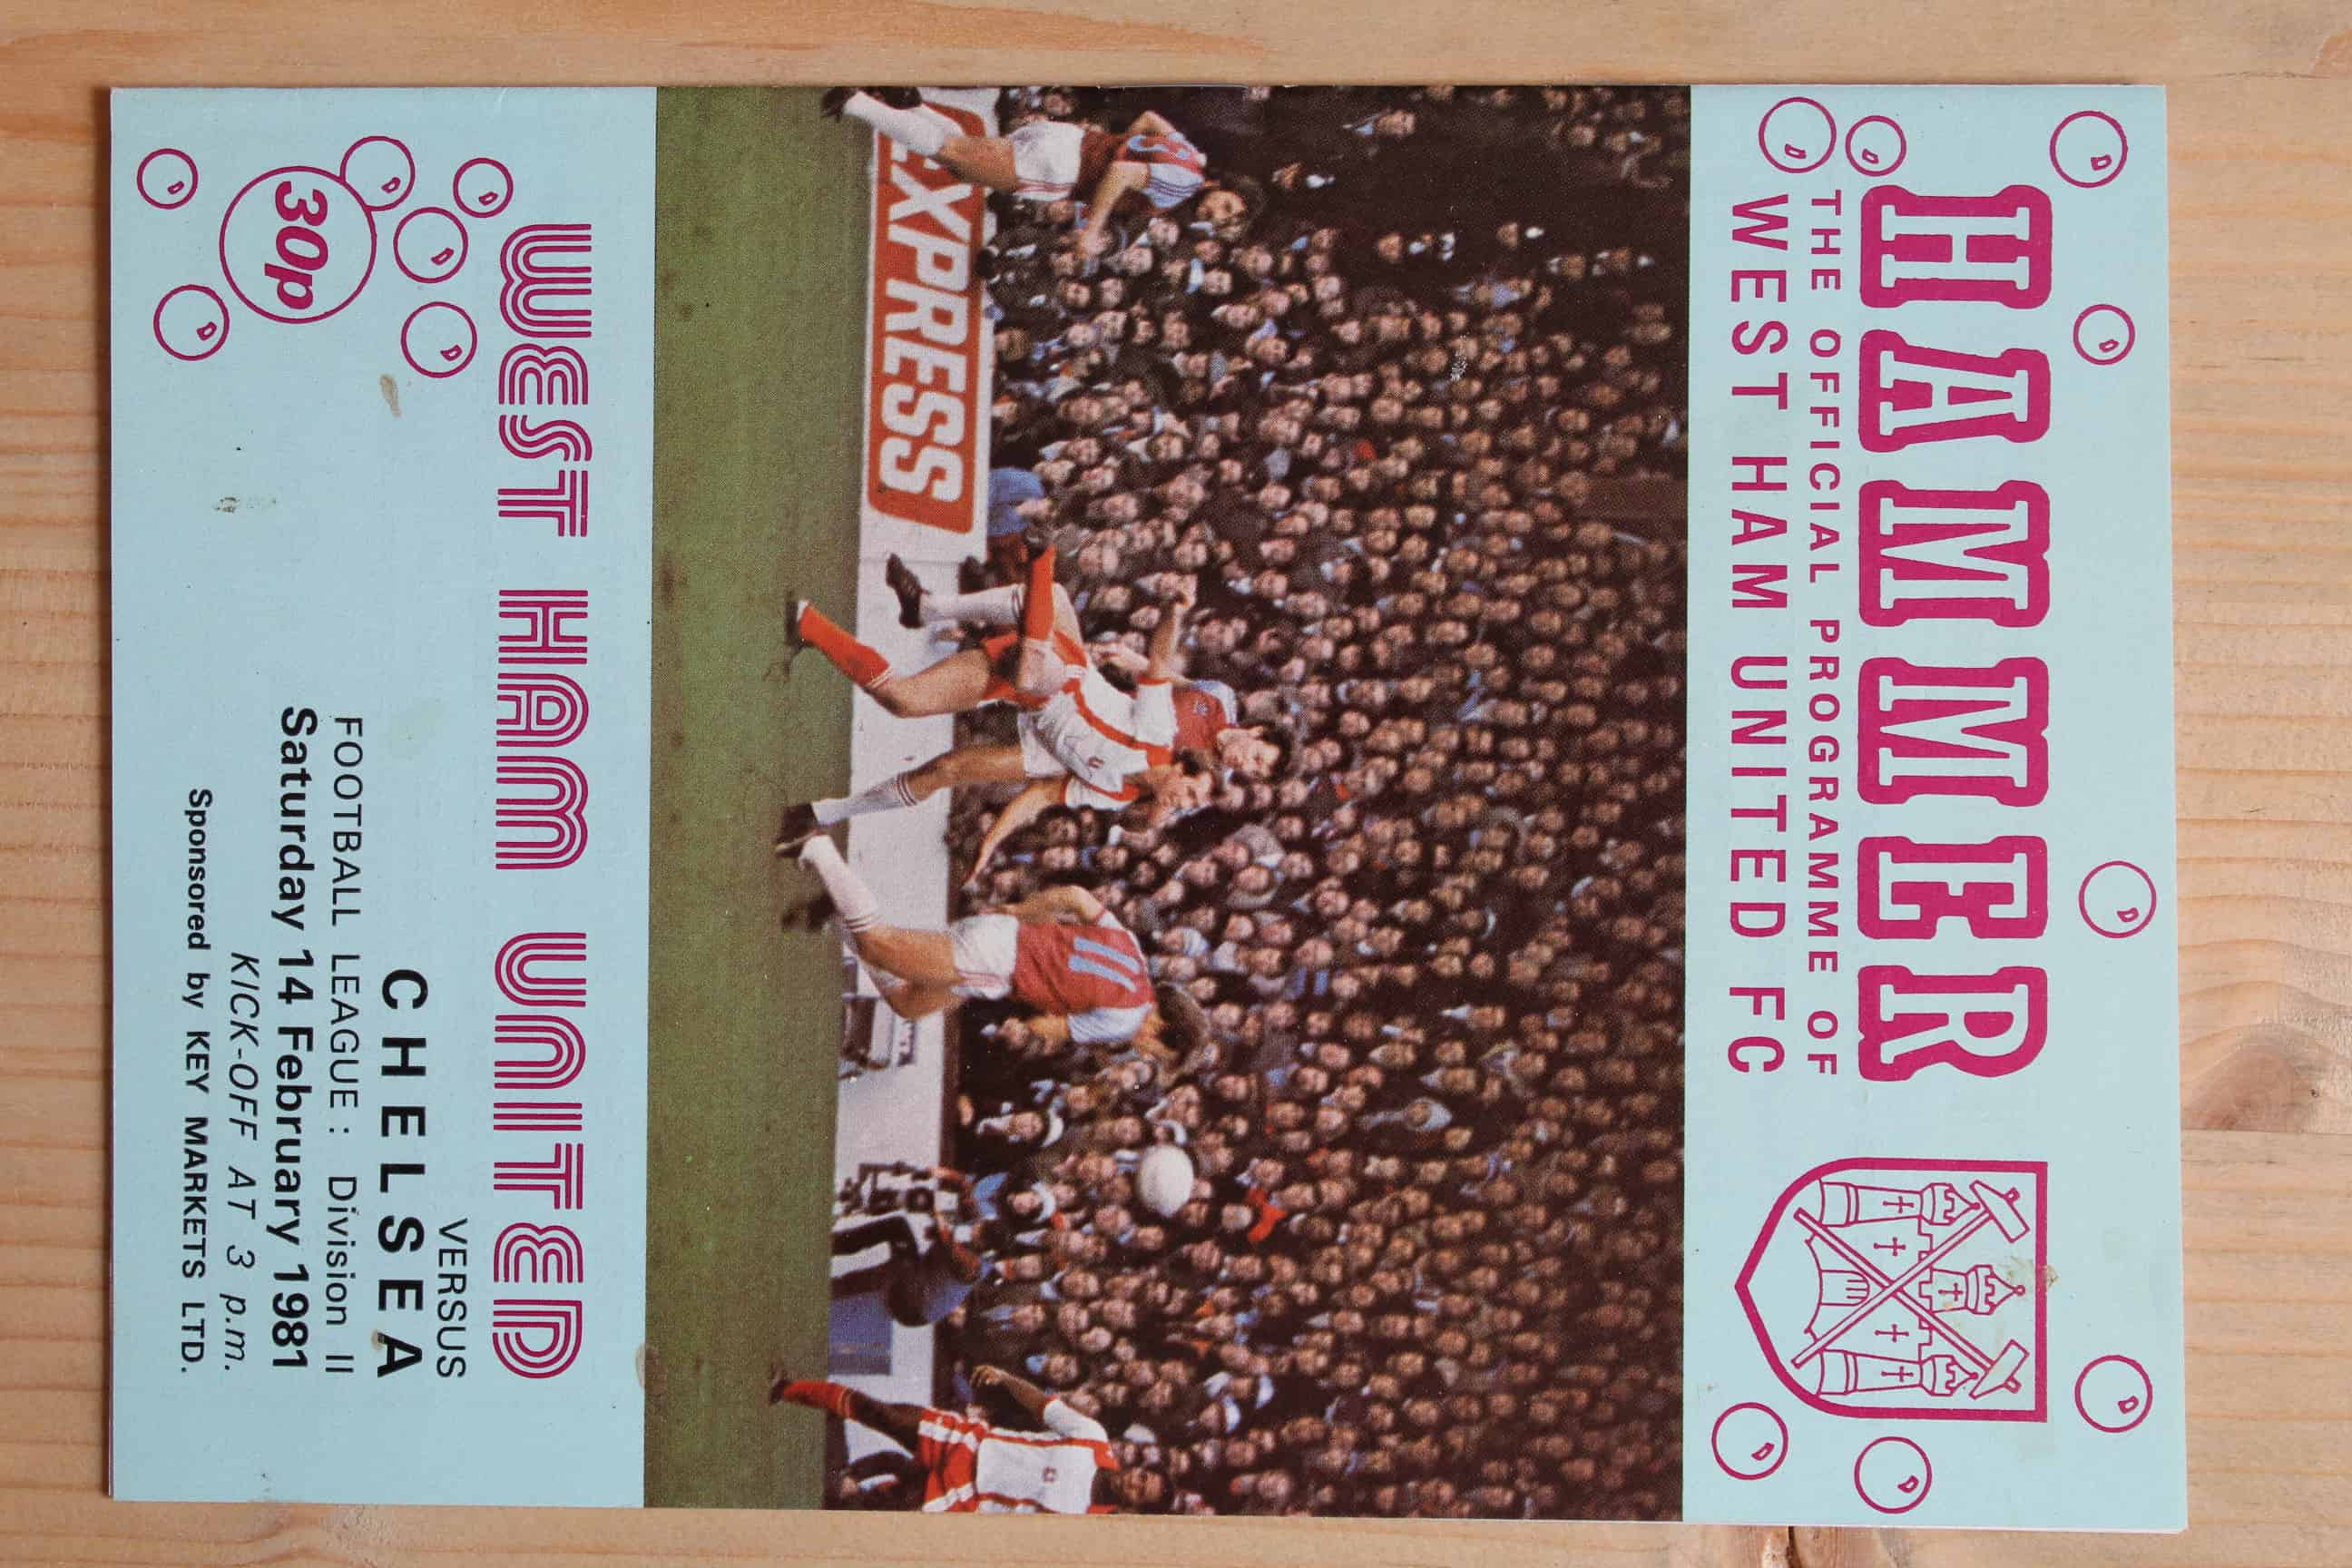 HAMMER
THE OFFICIAL PROGRAMME OF
WEST HAM UNITED FC
EXPRESS
11
WEST HAM UNITED
VERSUS
CHELSEA
FOOTBALL LEAGUE: Division II
Saturday 14 February 1981
KICK-OFF AT 3 p.m.
Sponsored by KEY MARKETS LTD.
30p